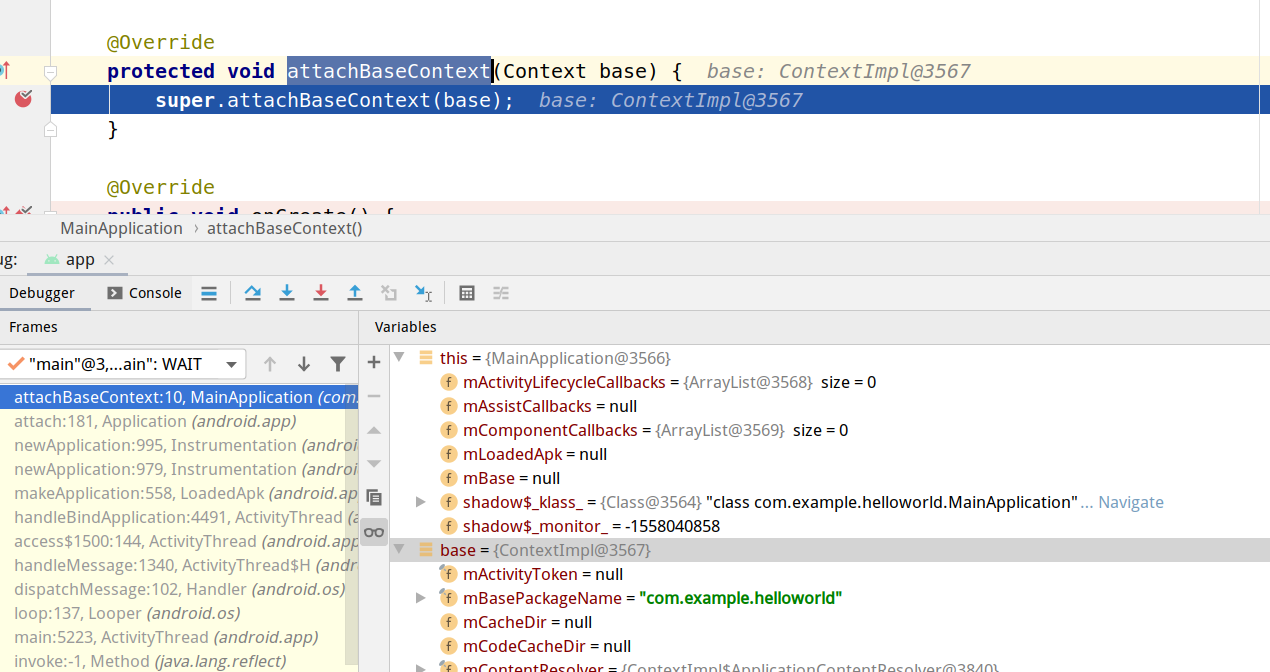 @Override
protected void attachBaseContext(Context base) {  base: ContextImpl@3567
super.attachBaseContext(base);  base: ContextImpl@3567
}
@Override
public void onCreate() {
MainApplication › attachBaseContext()
ug: app
Debugger Console
Frames
"main"@3,...ain": WAIT
attachBaseContext:10, MainApplication (com.
attach:181, Application (android.app)
newApplication:995, Instrumentation (androi
newApplication:979, Instrumentation (androi
makeApplication:558, LoadedApk (android.ap
handleBindApplication:4491, ActivityThread (a
access$1500:144, ActivityThread (android.app
handleMessage:1340, ActivityThread$H (andr
dispatchMessage:102, Handler (android.os)
loop:137, Looper (android.os)
main:5223, ActivityThread (android.app)
invoke:-1, Method (java.lang.reflect)
Variables
this = {MainApplication@3566}
f mActivityLifecycleCallbacks = {ArrayList@3568}  size = 0
f mAssistCallbacks = null
f mComponentCallbacks = {ArrayList@3569}  size = 0
f mLoadedApk = null
f mBase = null
f shadow$_klass_ = {Class@3564} "class com.example.helloworld.MainApplication" ... Navigate
f shadow$_monitor_ = -1558040858
base = {ContextImpl@3567}
f mActivityToken = null
f mBasePackageName = "com.example.helloworld"
f mCacheDir = null
f mCodeCacheDir = null
f mContentResolver = {ContextImpl$ApplicationContentResolver@3840}